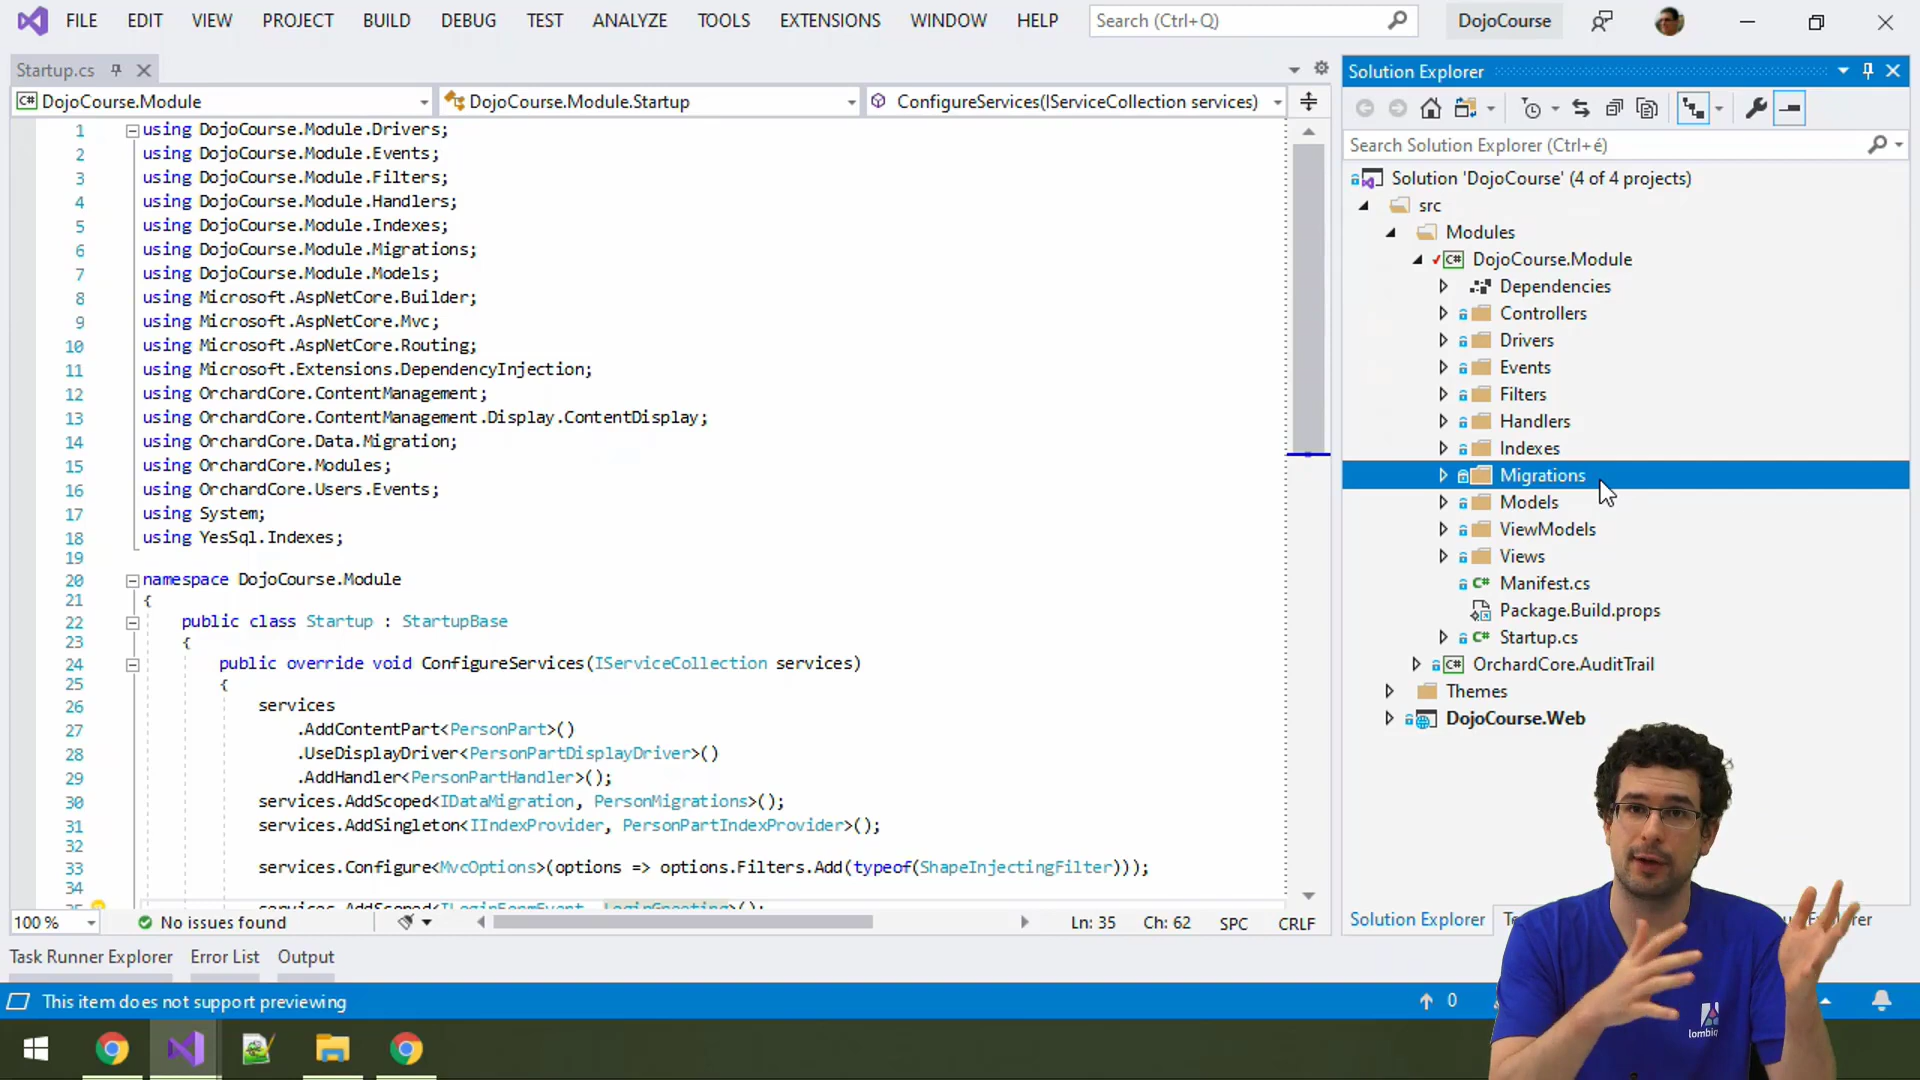 FILE EDIT VIEW PROJECT BUILD DEBUG TEST ANALYZE TOOLS EXTENSIONS WINDOW HELP Search (Ctrl+Q) DojoCourse
Startup.cs
DojoCourse.Module DojoCourse.Module.Startup ConfigureServices(IServiceCollection services)
1 using DojoCourse.Module.Drivers;
2 using DojoCourse.Module.Events;
3 using DojoCourse.Module.Filters;
4 using DojoCourse.Module.Handlers;
5 using DojoCourse.Module.Indexes;
6 using DojoCourse.Module.Migrations;
7 using DojoCourse.Module.Models;
8 using Microsoft.AspNetCore.Builder;
9 using Microsoft.AspNetCore.Mvc;
10 using Microsoft.AspNetCore.Routing;
11 using Microsoft.Extensions.DependencyInjection;
12 using OrchardCore.ContentManagement;
13 using OrchardCore.ContentManagement.Display.ContentDisplay;
14 using OrchardCore.Data.Migration;
15 using OrchardCore.Modules;
16 using OrchardCore.Users.Events;
17 using System;
18 using YesSql.Indexes;
19
20 namespace DojoCourse.Module
21 {
22 public class Startup : StartupBase
23 {
24 public override void ConfigureServices(IServiceCollection services)
25 {
26 services
27 .AddContentPart<PersonPart>()
28 .UseDisplayDriver<PersonPartDisplayDriver>()
29 .AddHandler<PersonPartHandler>();
30 services.AddScoped<IDataMigration, PersonMigrations>();
31 services.AddSingleton<IIndexProvider, PersonPartIndexProvider>();
32
33 services.Configure<MvcOptions>(options => options.Filters.Add(typeof(ShapeInjectingFilter)));
34
35 services.AddScoped<ILoginFormEvent, LoginGreeting>();
100 % No issues found Ln: 35 Ch: 62 SPC CRLF
Task Runner Explorer Error List Output
This item does not support previewing
Solution Explorer
Search Solution Explorer (Ctrl+é)
Solution 'DojoCourse' (4 of 4 projects)
src
Modules
DojoCourse.Module
Dependencies
Controllers
Drivers
Events
Filters
Handlers
Indexes
Migrations
Models
ViewModels
Views
Manifest.cs
Package.Build.props
Startup.cs
OrchardCore.AuditTrail
Themes
DojoCourse.Web
Solution Explorer
0
lombiq